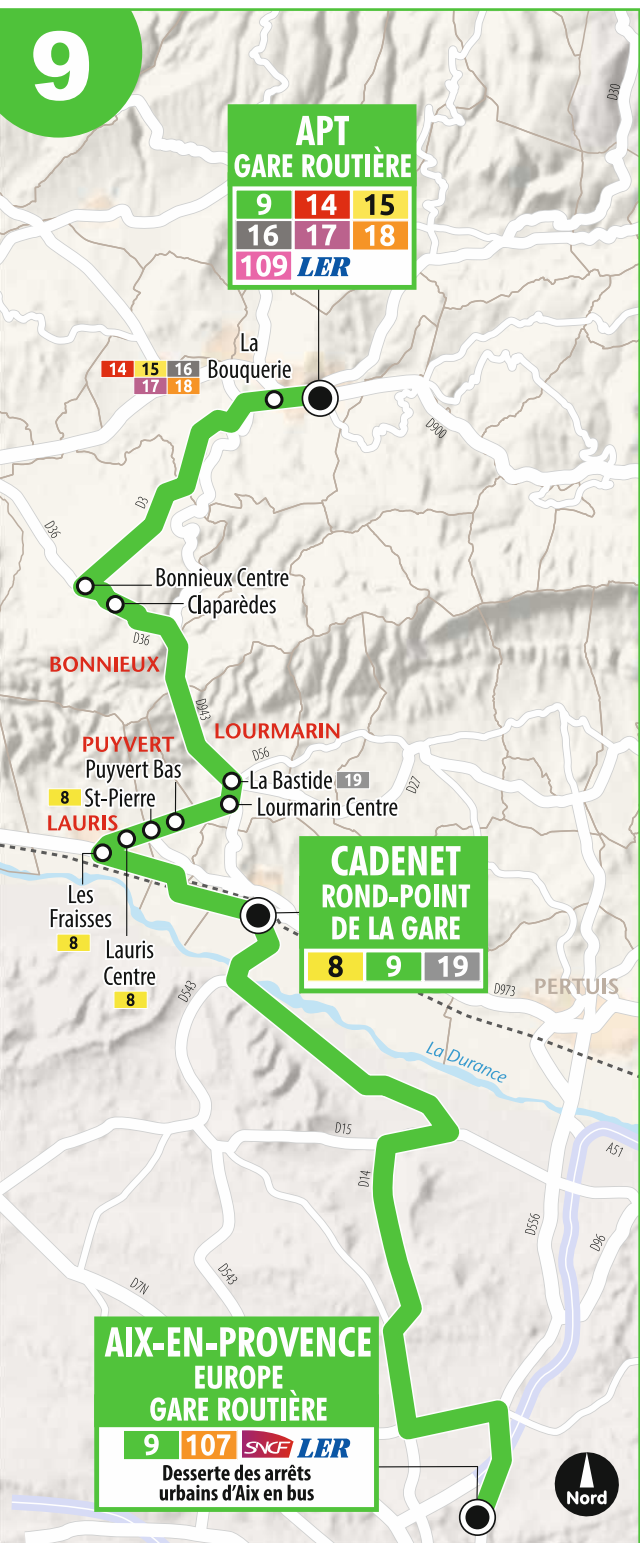 9
D30
APT
GARE ROUTIÈRE
9 14 15
16 17 18
109 LER
La
Bouquerie
14 15 16
17 18
D900
D3
D36
Bonnieux Centre
Claparèdes
D36
BONNIEUX
D943
LOURMARIN
PUYVERT
D56
Puyvert Bas
La Bastide 19
D27
8 St-Pierre
Lourmarin Centre
LAURIS
CADENET
ROND-POINT
DE LA GARE
8 9 19
Les
Fraisses
8
Lauris
Centre
8
D543
D973
PERTUIS
La Durance
D15
A51
D14
D556
D96
D543
D7N
AIX-EN-PROVENCE
EUROPE
GARE ROUTIÈRE
9 107 SNCF LER
Desserte des arrêts
urbains d'Aix en bus
Nord